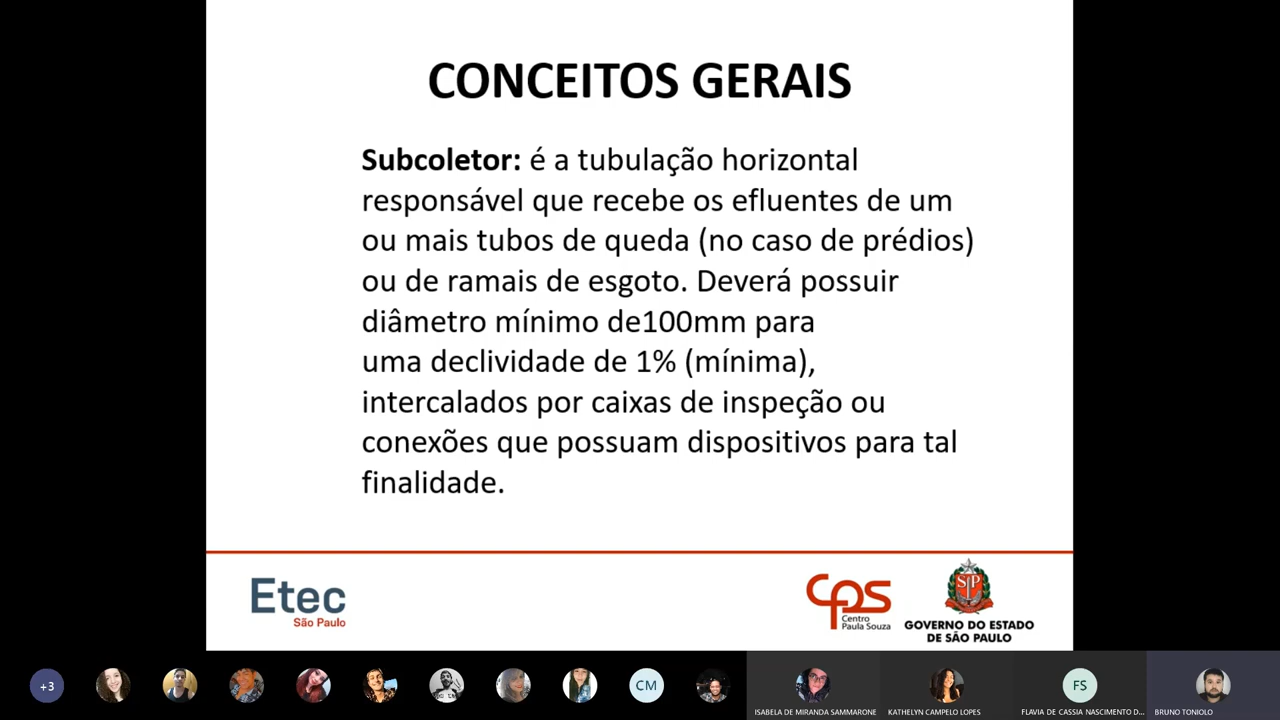 CONCEITOS GERAIS
Subcoletor: é a tubulação horizontal
responsável que recebe os efluentes de um
ou mais tubos de queda (no caso de prédios)
ou de ramais de esgoto. Deverá possuir
diâmetro mínimo de100mm para
uma declividade de 1% (mínima),
intercalados por caixas de inspeção ou
conexões que possuam dispositivos para tal
finalidade.
Etec
São Paulo
cps
Centro
Paula Souza
SP
GOVERNO DO ESTADO
DE SÃO PAULO
+3
CM
FS
ISABELA DE MIRANDA SAMMARONE
KATHELYN CAMPELO LOPES
FLAVIA DE CASSIA NASCIMENTO D...
BRUNO TONIOLO